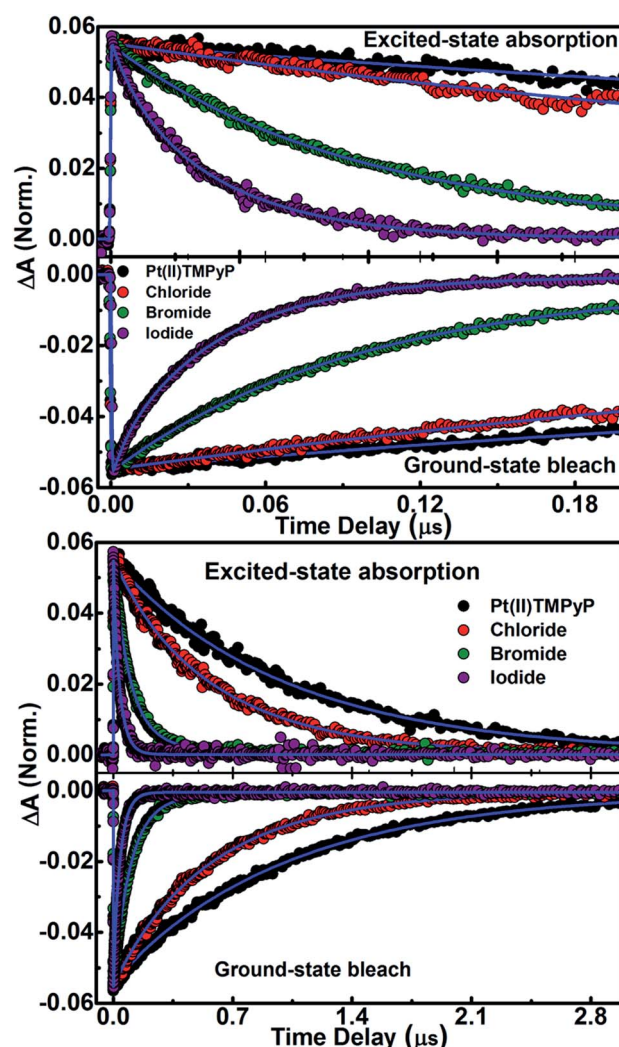 0.06
Excited-state absorption
0.04
0.02
0.00
ΔA (Norm.)
0.00
Pt(II)TMPyP
Chloride
Bromide
Iodide
-0.02
-0.04
Ground-state bleach
-0.06
0.00 0.06 0.12 0.18
Time Delay (μs)
0.06
Excited-state absorption
Pt(II)TMPyP
0.04
Chloride
Bromide
0.02
Iodide
0.00
ΔA (Norm.)
0.00
-0.02
-0.04
Ground-state bleach
-0.06
0.0 0.7 1.4 2.1 2.8
Time Delay (μs)